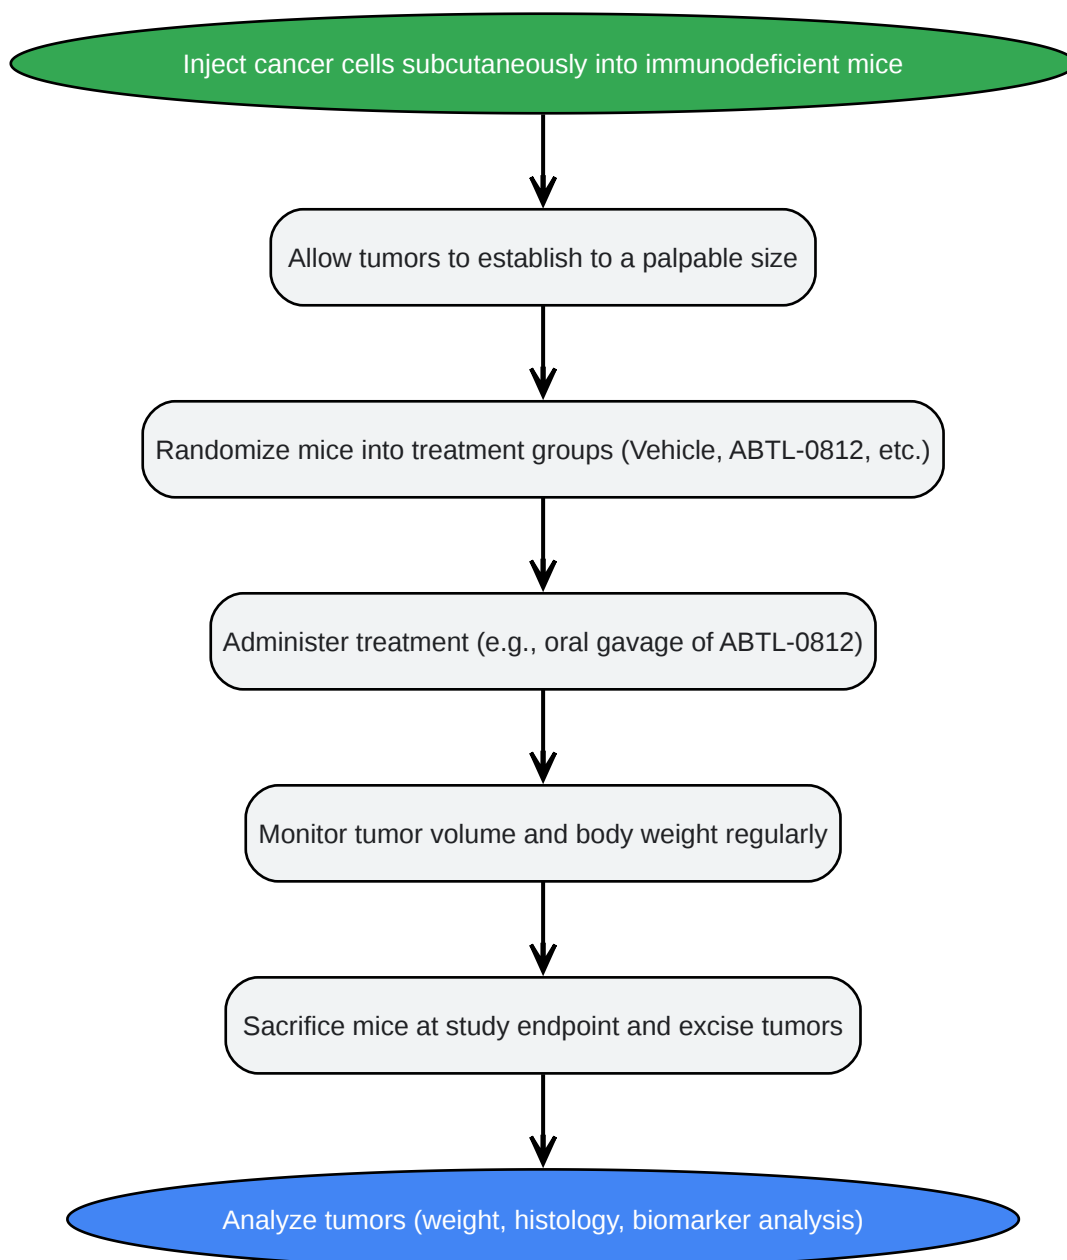 Inject cancer cells subcutaneously into immunodeficient mice
Allow tumors to establish to a palpable size
Randomize mice into treatment groups (Vehicle, ABTL-0812, etc.)
Administer treatment (e.g., oral gavage of ABTL-0812)
Monitor tumor volume and body weight regularly
Sacrifice mice at study endpoint and excise tumors
Analyze tumors (weight, histology, biomarker analysis)